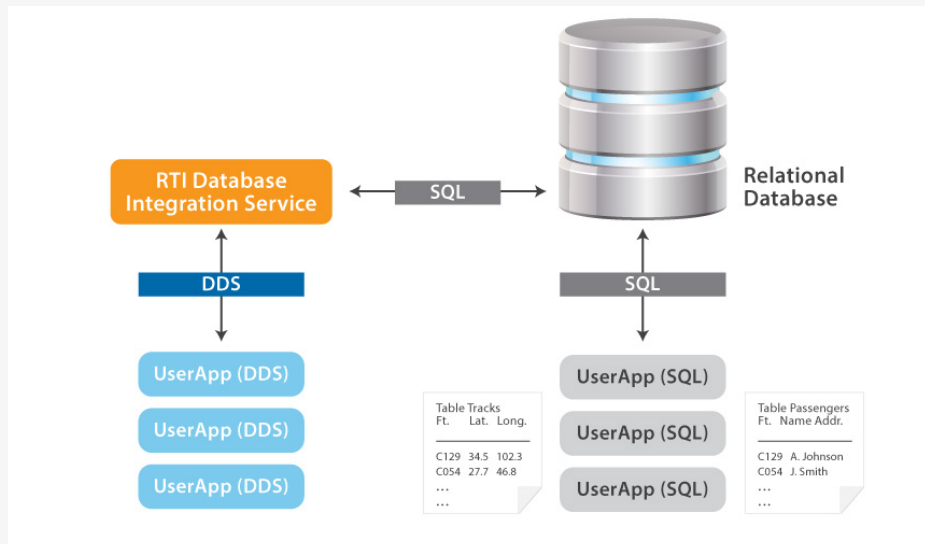 RTI Database
Integration Service
SQL
Relational
Database
DDS
SQL
UserApp (DDS)
UserApp (DDS)
UserApp (DDS)
Table Tracks
Ft. Lat. Long.
C129 34.5 102.3
C054 27.7 46.8
...
...
UserApp (SQL)
UserApp (SQL)
UserApp (SQL)
Table Passengers
Ft. Name Addr.
C129 A. Johnson
C054 J. Smith
...
...